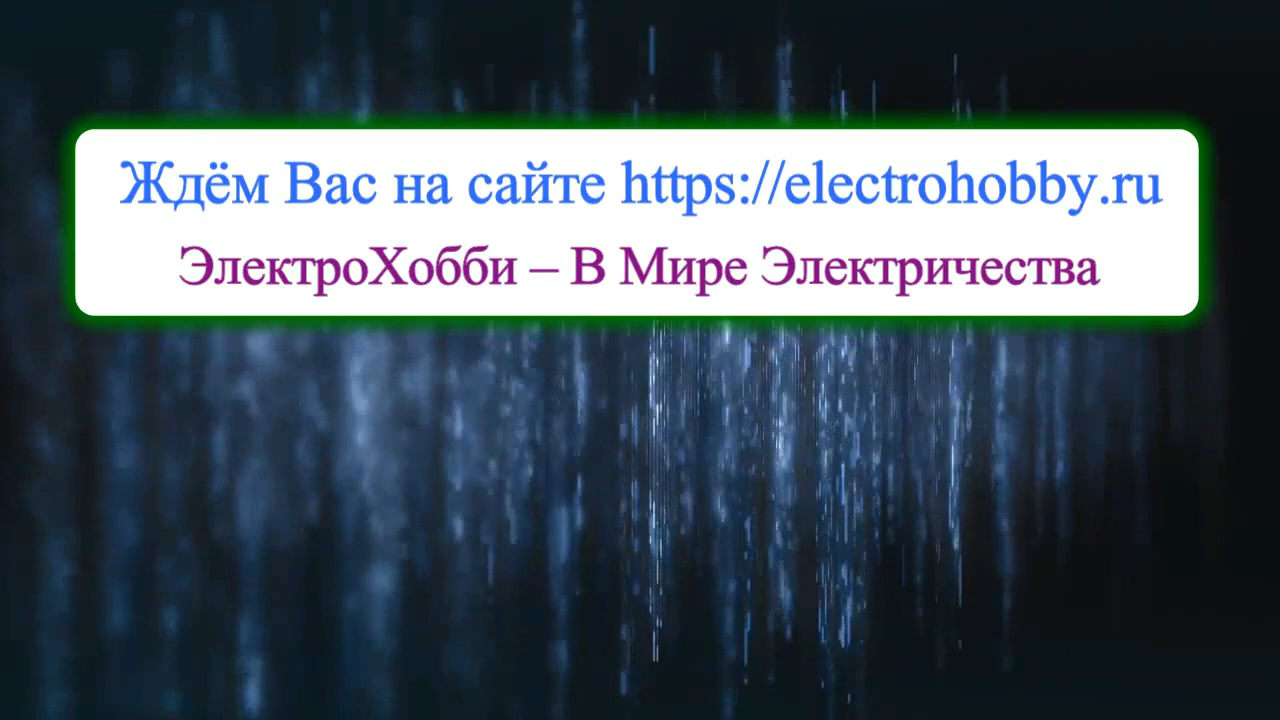 Ждём Вас на сайте https://electrohobby.ru
ЭлектроХобби – В Мире Электричества